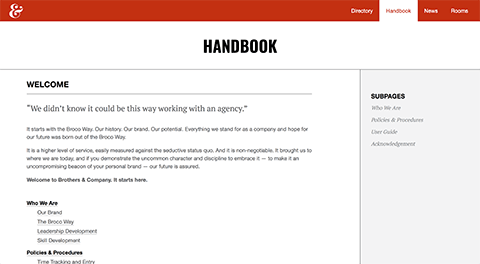 &
Directory Handbook News Rooms
HANDBOOK
WELCOME
"We didn't know it could be this way working with an agency."
It starts with the Broco Way. Our history. Our brand. Our potential. Everything we stand for as a company and hope for
our future was born out of the Broco Way.
It is a higher level of service, easily measured against the seductive status quo. And it is non-negotiable. It brought us to
where we are today, and if you demonstrate the uncommon character and discipline to embrace it — to make it an
uncompromising beacon of your personal brand — our future is assured.
Welcome to Brothers & Company. It starts here.
Who We Are
Our Brand
The Broco Way
Leadership Development
Skill Development
Policies & Procedures
Time Tracking and Entry
SUBPAGES
Who We Are
Policies & Procedures
User Guide
Acknowledgement